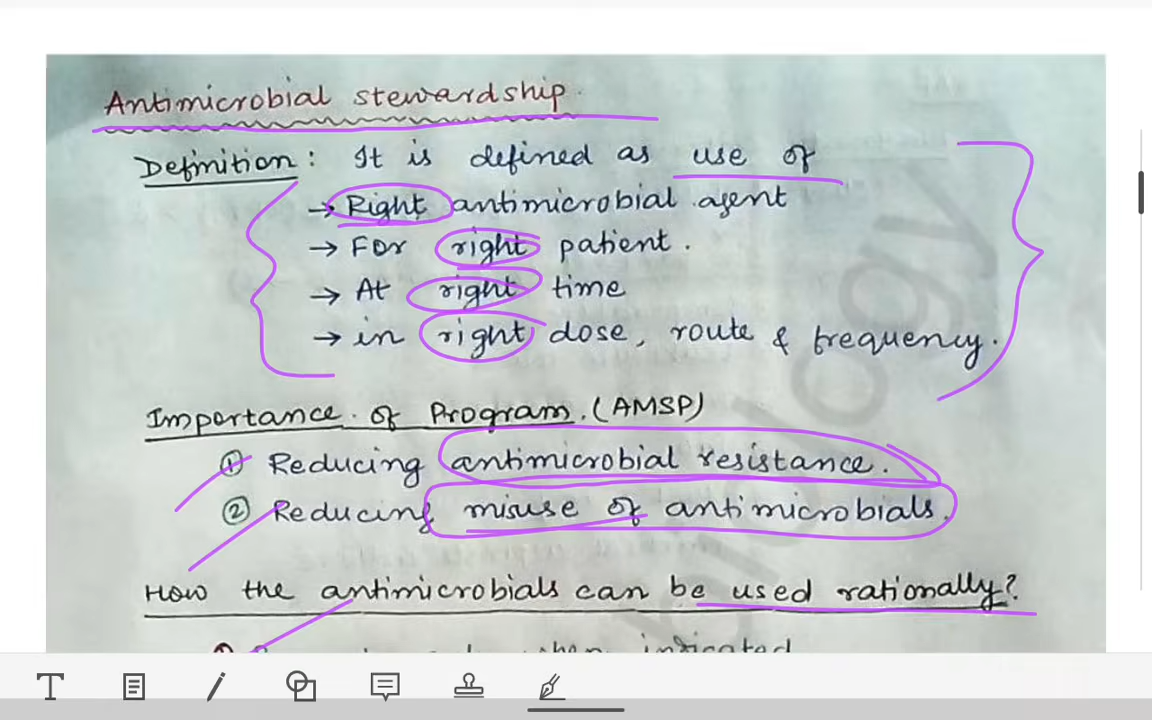 Antimicrobial stewardship.
Definition: It is defined as use of
→ Right antimicrobial agent
→ For right patient.
→ At right time
→ in right dose, route & frequency.
Importance of Program. (AMSP)
① Reducing antimicrobial resistance.
② Reducing misuse of antimicrobials.
How the antimicrobials can be used rationally?
when indicated
T